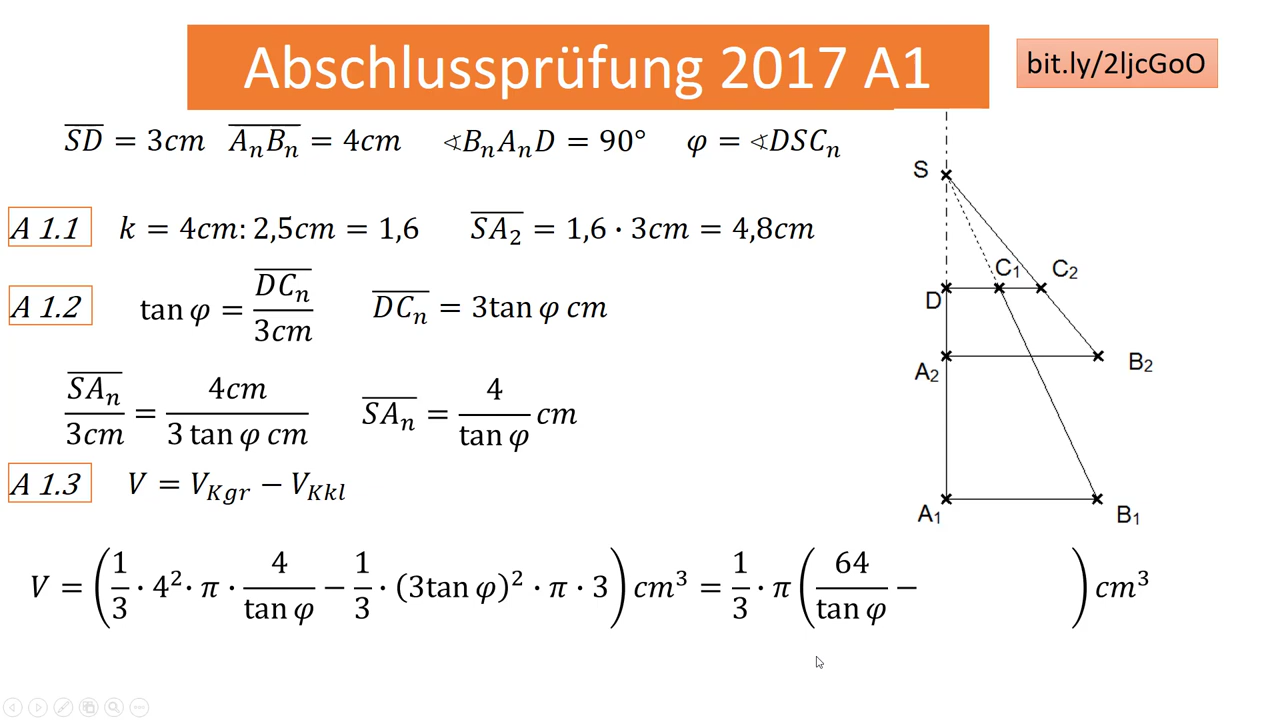 Abschlussprüfung 2017 A1
bit.ly/2ljcGoO
S̅D̅ = 3cm A̅ₙB̅ₙ = 4cm ∢BₙAₙD = 90° φ = ∢DSCₙ
A 1.1 k = 4cm: 2,5cm = 1,6 S̅A̅₂ = 1,6 · 3cm = 4,8cm
A 1.2 tan φ = D̅C̅ₙ/3cm D̅C̅ₙ = 3tan φ cm
S̅A̅ₙ/3cm = 4cm/3 tan φ cm S̅A̅ₙ = 4/tan φ cm
A 1.3 V = V_Kgr − V_Kkl
V = (1/3 · 4² · π · 4/tan φ − 1/3 · (3tan φ)² · π · 3) cm³ = 1/3 · π (64/tan φ − ) cm³
S
C₁ C₂
D
A₂ B₂
A₁ B₁